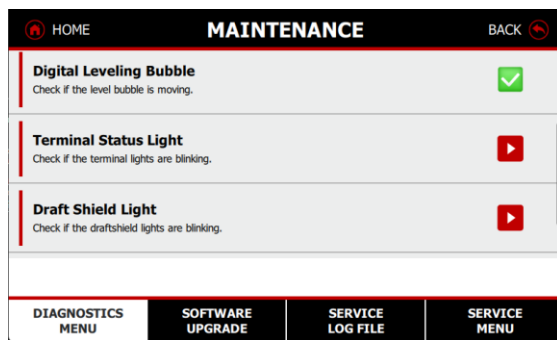 HOME MAINTENANCE BACK
Digital Leveling Bubble
Check if the level bubble is moving.
Terminal Status Light
Check if the terminal lights are blinking.
Draft Shield Light
Check if the draftshield lights are blinking.
DIAGNOSTICS MENU
SOFTWARE UPGRADE
SERVICE LOG FILE
SERVICE MENU